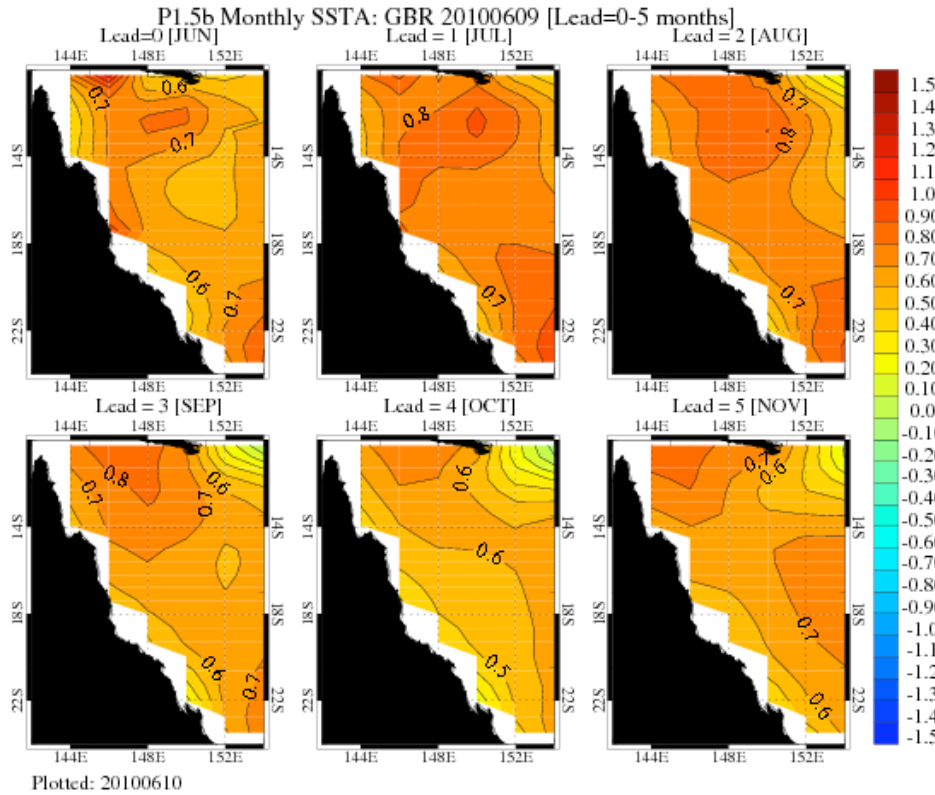 P1.5b Monthly SSTA: GBR 20100609 [Lead=0-5 months]
Lead=0 [JUN] Lead = 1 [JUL] Lead = 2 [AUG]
144E 148E 152E 144E 148E 152E 144E 148E 152E
0.7 0.6 0.7 0.6 0.7
0.8 0.7
0.7 0.8 0.7
14S 18S 22S
14S 18S 22S
14S 18S 22S
14S 18S 22S
144E 148E 152E 144E 148E 152E 144E 148E 152E
Lead = 3 [SEP] Lead = 4 [OCT] Lead = 5 [NOV]
144E 148E 152E 144E 148E 152E 144E 148E 152E
0.7 0.8 0.7 0.6 0.6 0.7
0.6 0.6 0.5
0.7 0.6 0.7 0.6
14S 18S 22S
14S 18S 22S
14S 18S 22S
14S 18S 22S
144E 148E 152E 144E 148E 152E 144E 148E 152E
1.5
1.4
1.3
1.2
1.1
1.0
0.90
0.80
0.70
0.60
0.50
0.40
0.30
0.20
0.10
0.0
-0.10
-0.20
-0.30
-0.40
-0.50
-0.60
-0.70
-0.80
-0.90
-1.0
-1.1
-1.2
-1.3
-1.4
-1.5
Plotted: 20100610